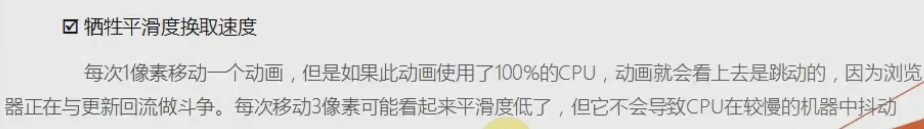 ☑ 牺牲平滑度换取速度
每次1像素移动一个动画，但是如果此动画使用了100%的CPU，动画就会看上去是跳动的，因为浏览
器正在与更新回流做斗争。每次移动3像素可能看起来平滑度低了，但它不会导致CPU在较慢的机器中抖动